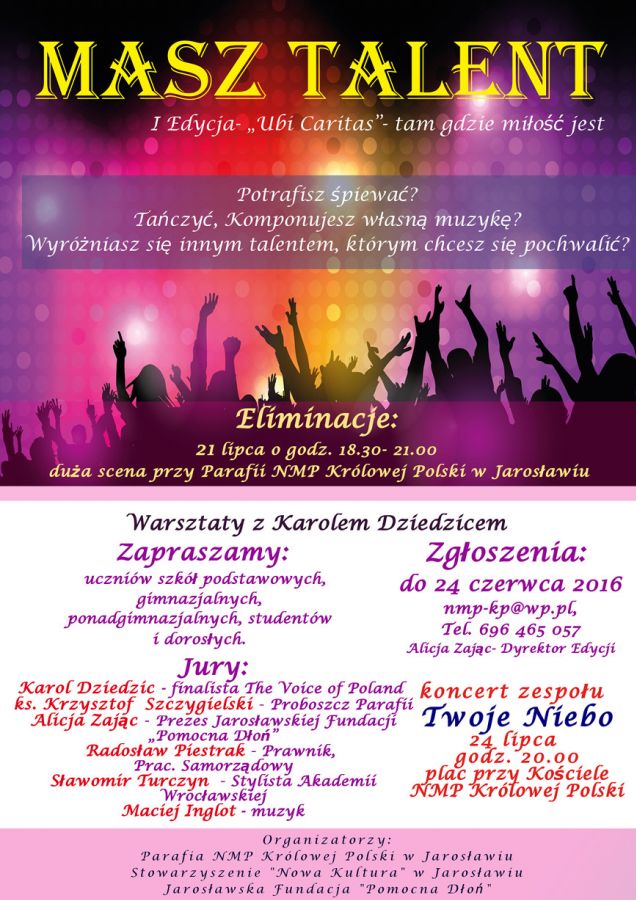 MASZ TALENT
I Edycja- „Ubi Caritas”- tam gdzie miłość jest
Potrafisz śpiewać?
Tańczyć, Komponujesz własną muzykę?
Wyróżniasz się innym talentem, którym chcesz się pochwalić?
Eliminacje:
21 lipca o godz. 18.30- 21.00
duża scena przy Parafii NMP Królowej Polski w Jarosławiu
Warsztaty z Karolem Dziedzicem
Zapraszamy:
uczniów szkół podstawowych,
gimnazjalnych,
ponadgimnazjalnych, studentów
i dorosłych.
Zgłoszenia:
do 24 czerwca 2016
nmp-kp@wp.pl,
Tel. 696 465 057
Alicja Zając- Dyrektor Edycji
Jury:
Karol Dziedzic - finalista The Voice of Poland
ks. Krzysztof Szczygielski - Proboszcz Parafii
Alicja Zając - Prezes Jarosławskiej Fundacji
„Pomocna Dłoń”
Radosław Piestrak - Prawnik,
Prac. Samorządowy
Sławomir Turczyn - Stylista Akademii
Wrocławskiej
Maciej Inglot - muzyk
koncert zespołu
Twoje Niebo
24 lipca
godz. 20.00
plac przy Kościele
NMP Królowej Polski
Organizatorzy:
Parafia NMP Królowej Polski w Jarosławiu
Stowarzyszenie "Nowa Kultura" w Jarosławiu
Jarosławska Fundacja "Pomocna Dłoń"